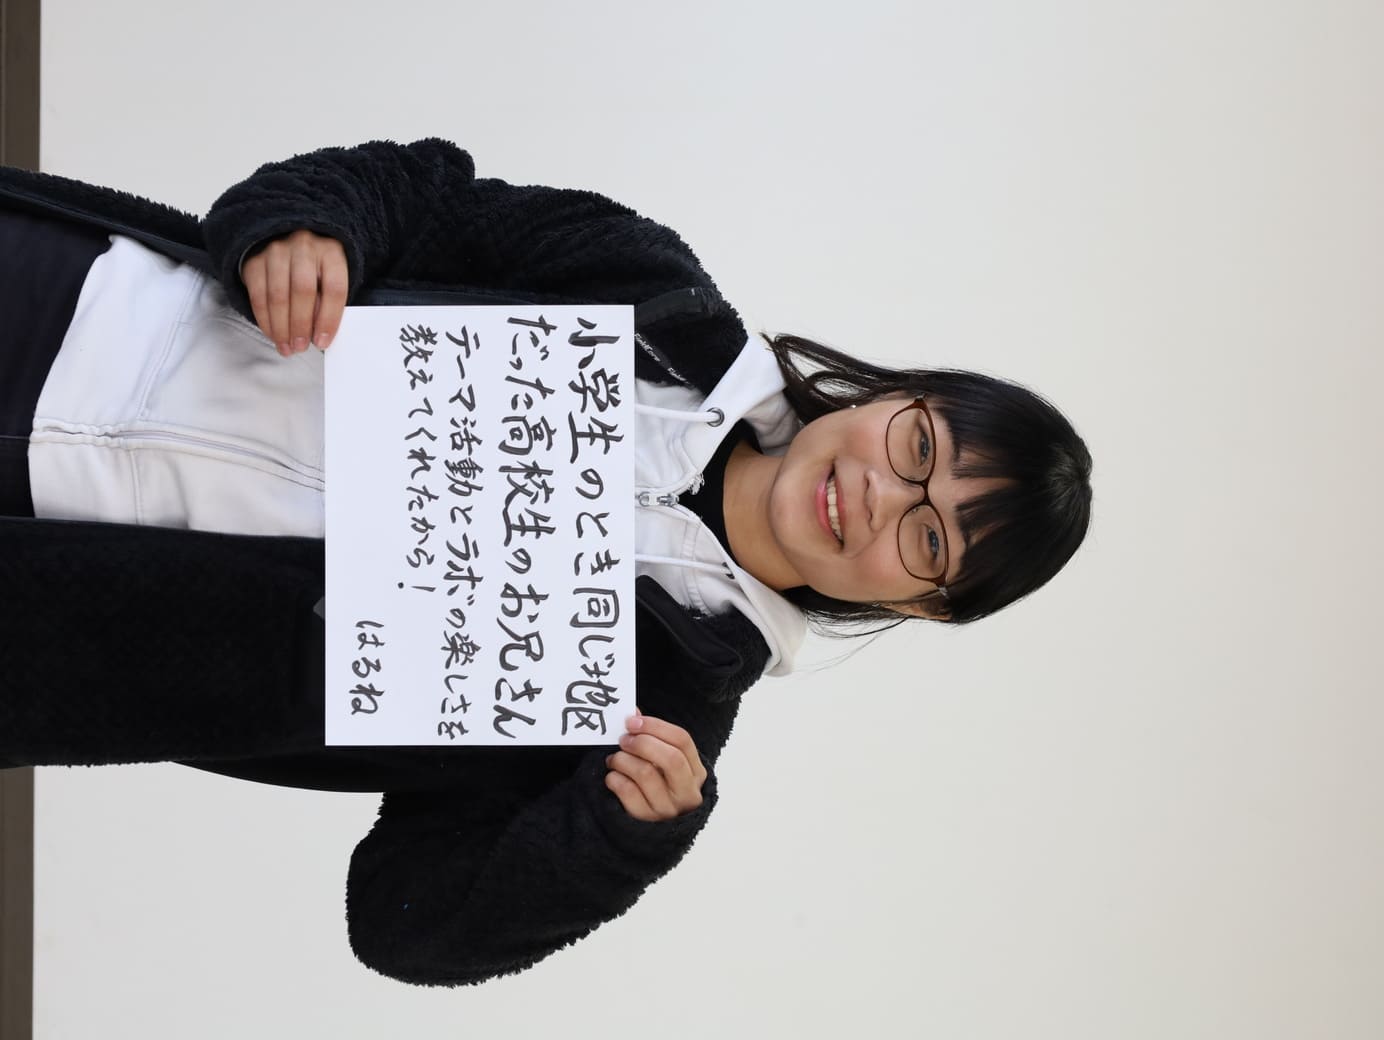 小学生のとき同じ地区
だった高校生のお兄さん
テーマ活動とラボの楽しさを
教えてくれたから！
はるね